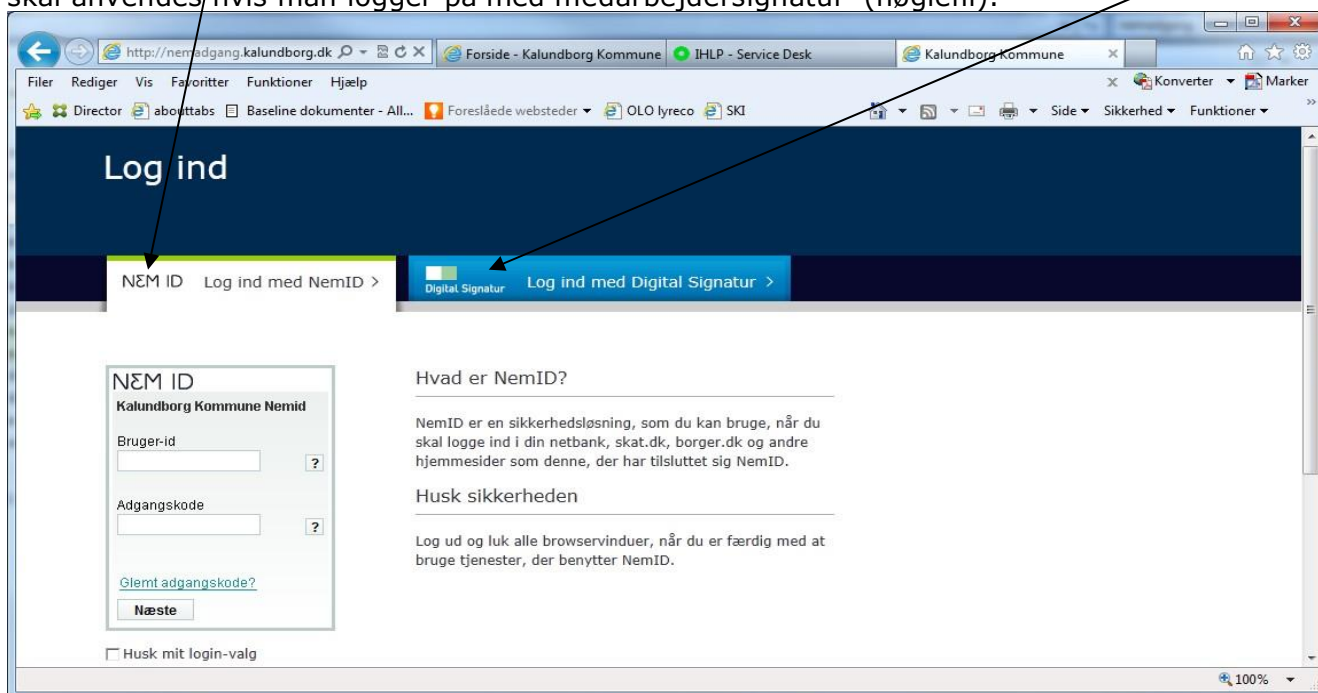 skal anvendes hvis man logger på med medarbejdersignatur (nøglefil).
http://nemadgang.kalundborg.dk
Forside - Kalundborg Kommune
IHLP - Service Desk
Kalundborg Kommune
Filer Rediger Vis Favoritter Funktioner Hjælp
Konverter
Marker
Director
abouttabs
Baseline dokumenter - All...
Foreslåede websteder
OLO lyreco
SKI
Side
Sikkerhed
Funktioner
Log ind
NEM ID Log ind med NemID >
Digital Signatur Log ind med Digital Signatur >
NEM ID
Kalundborg Kommune Nemid
Bruger-id
?
Adgangskode
?
Glemt adgangskode?
Næste
Husk mit login-valg
Hvad er NemID?
NemID er en sikkerhedsløsning, som du kan bruge, når du
skal logge ind i din netbank, skat.dk, borger.dk og andre
hjemmesider som denne, der har tilsluttet sig NemID.
Husk sikkerheden
Log ud og luk alle browservinduer, når du er færdig med at
bruge tjenester, der benytter NemID.
100%